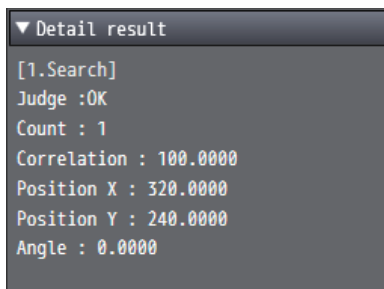 ▼ Detail result
[1.Search]
Judge :OK
Count : 1
Correlation : 100.0000
Position X : 320.0000
Position Y : 240.0000
Angle : 0.0000